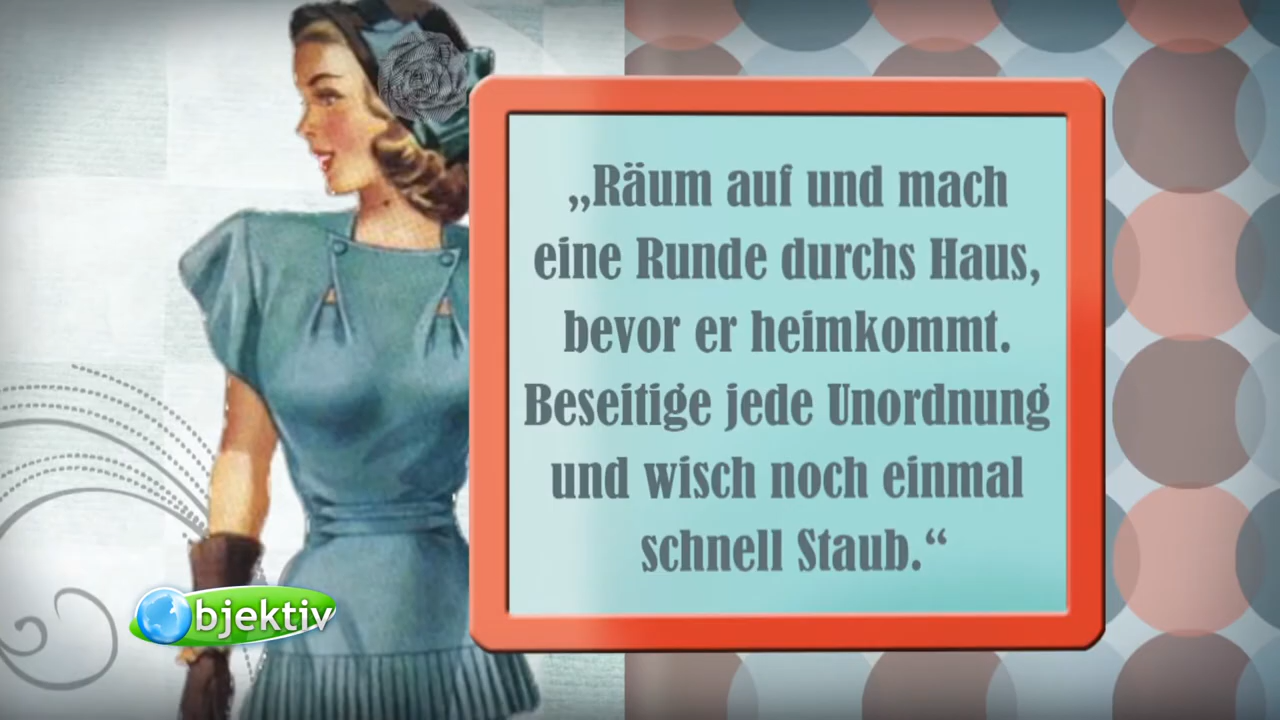 „Räum auf und mach
eine Runde durchs Haus,
bevor er heimkommt.
Beseitige jede Unordnung
und wisch noch einmal
schnell Staub.“
Objektiv